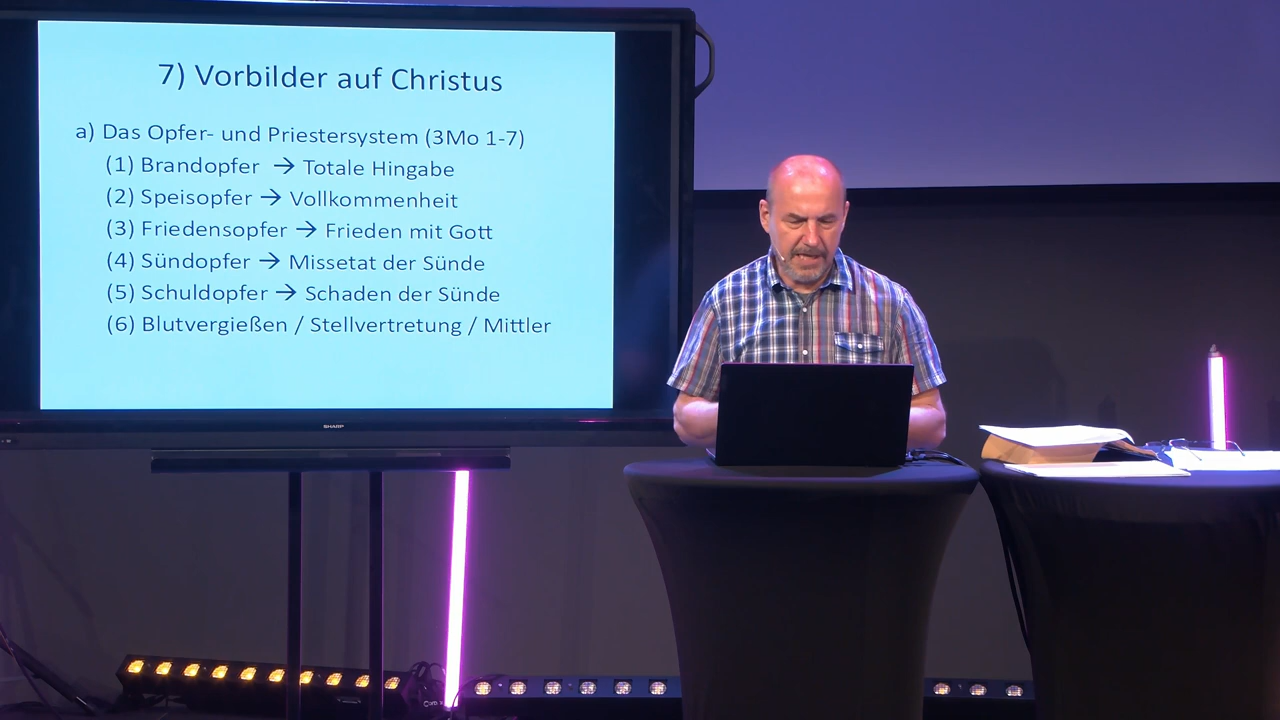 7) Vorbilder auf Christus
a) Das Opfer- und Priestersystem (3Mo 1-7)
(1) Brandopfer → Totale Hingabe
(2) Speisopfer → Vollkommenheit
(3) Friedensopfer → Frieden mit Gott
(4) Sündopfer → Missetat der Sünde
(5) Schuldopfer → Schaden der Sünde
(6) Blutvergießen / Stellvertretung / Mittler
SHARP